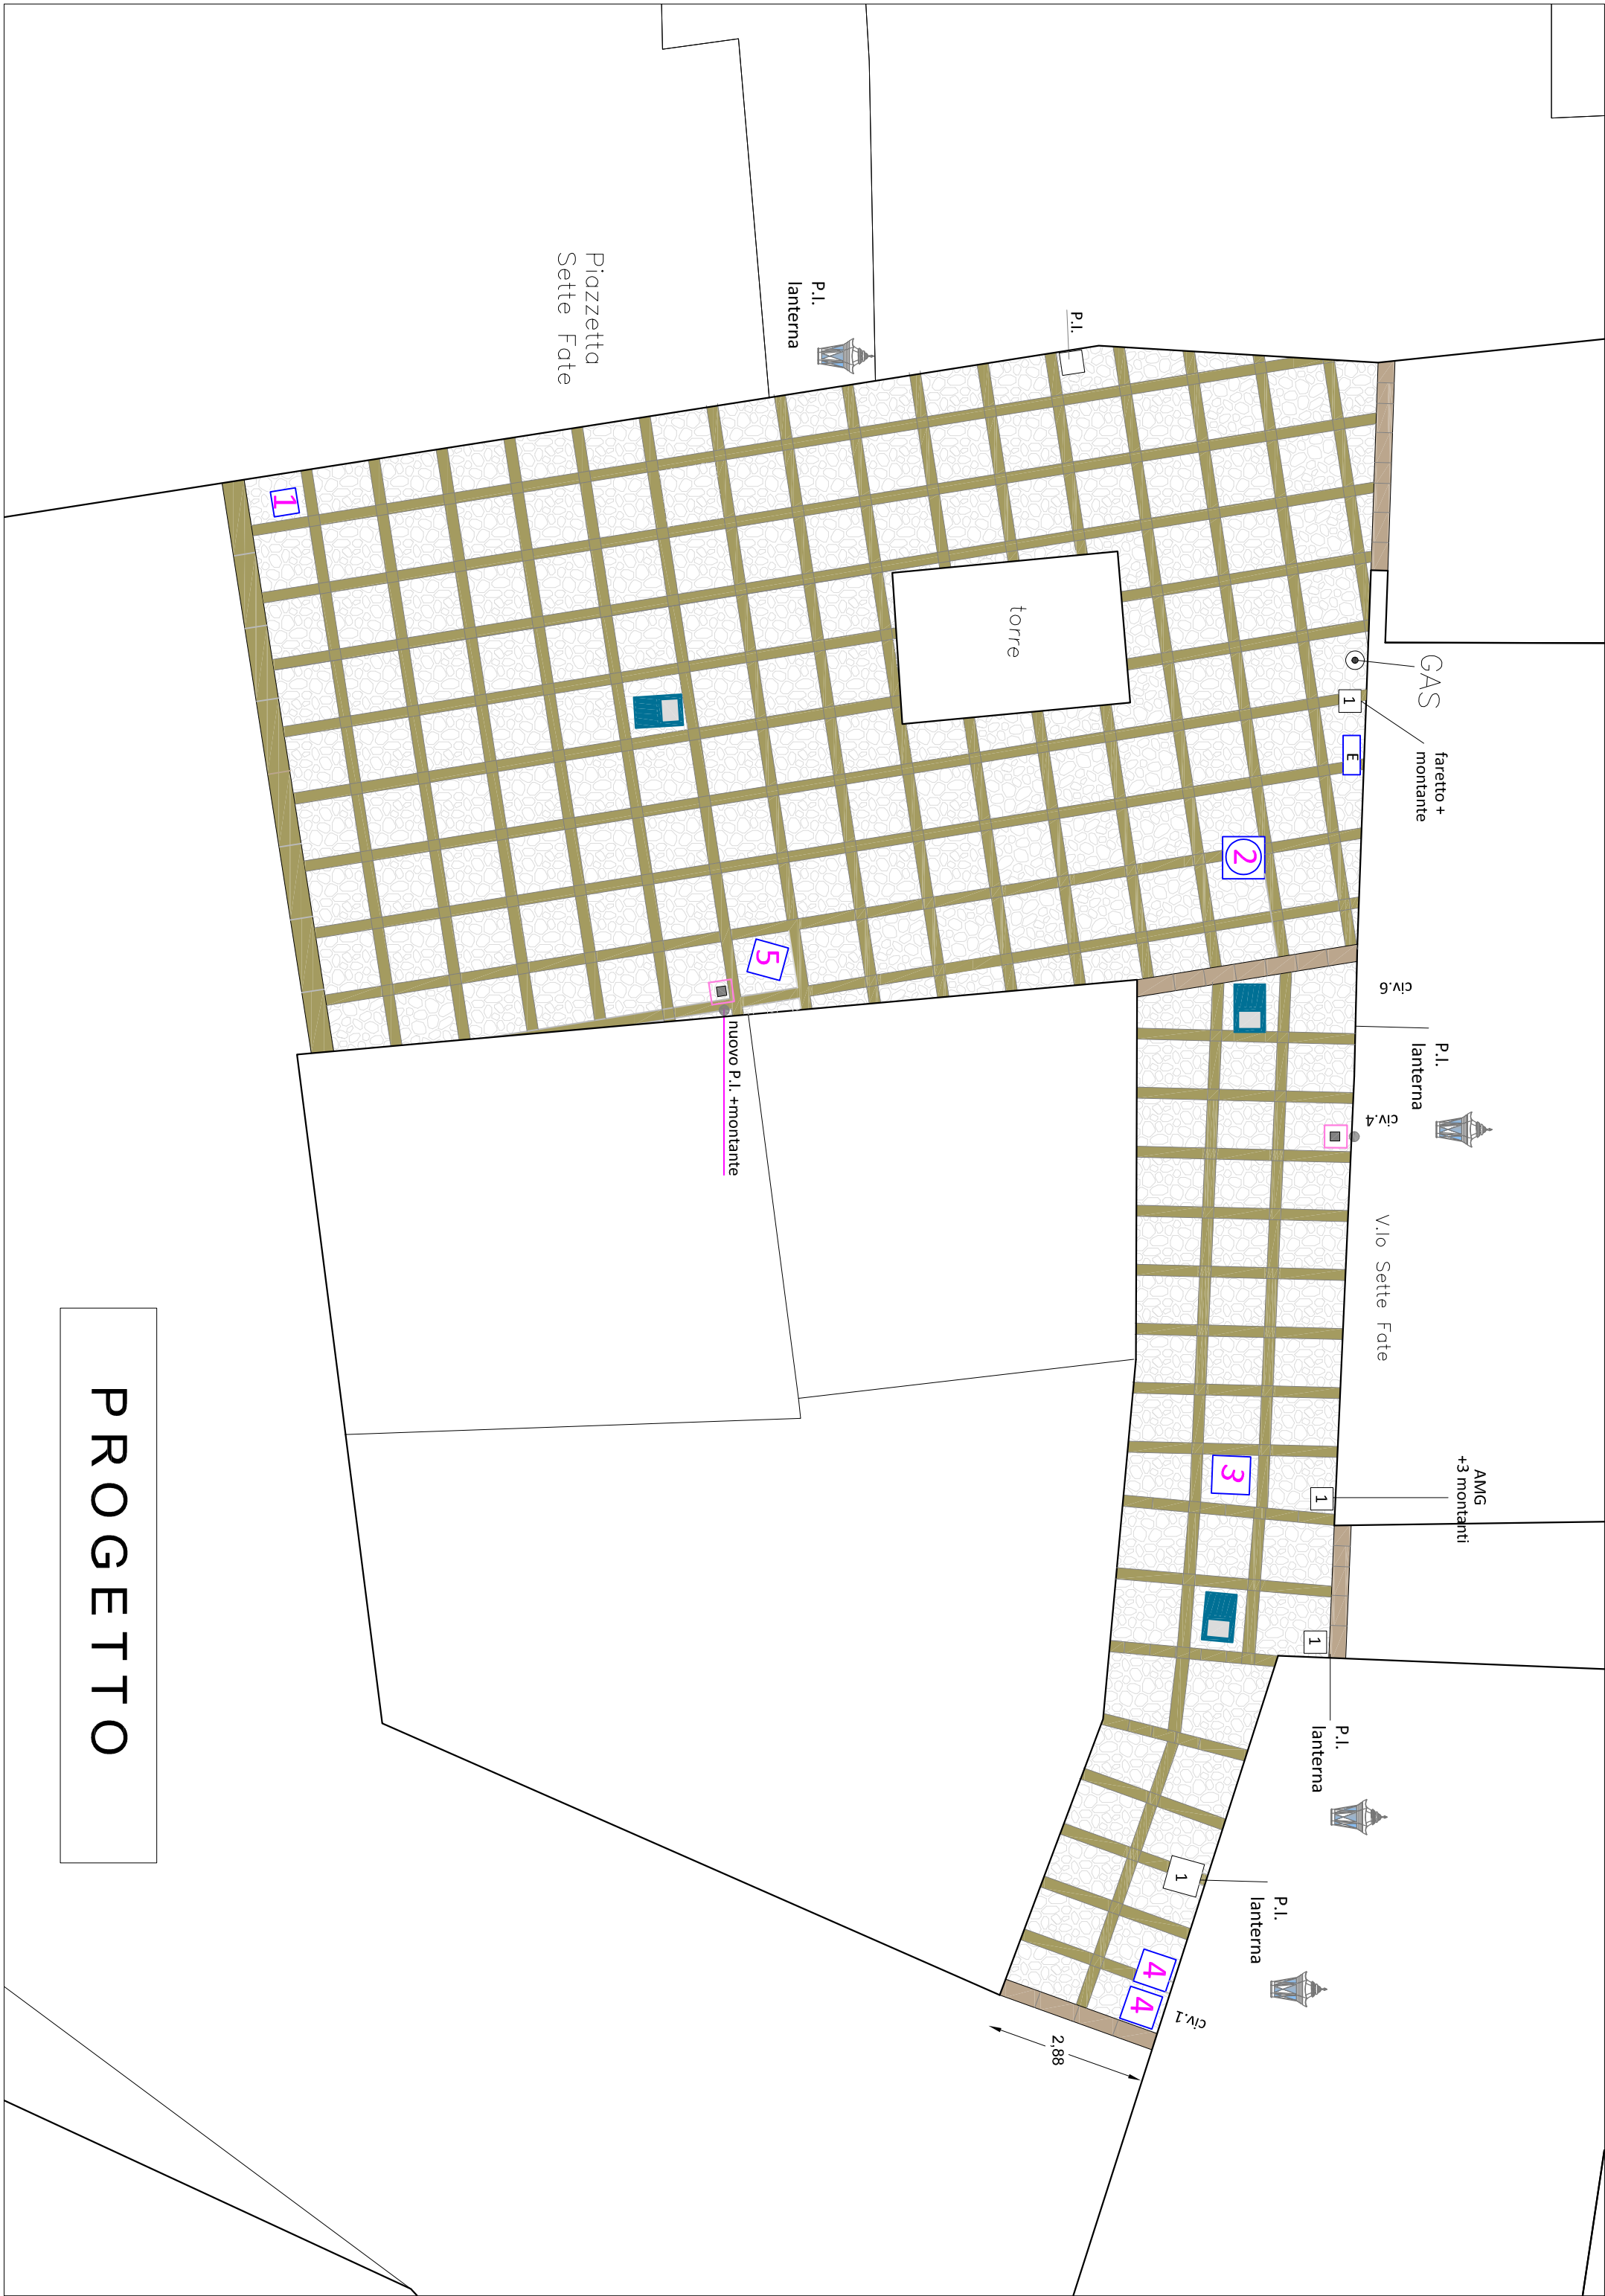 Piazzetta
Sette Fate
P.I.
lanterna
P.I.
1
torre
GAS
1
faretto +
montante
E
2
5
nuovo P.I. +montante
civ.6
P.I.
lanterna
civ.4
V.lo Sette Fate
3
1
AMG
+3 montanti
1
P.I.
lanterna
1
P.I.
lanterna
4
4
civ.1
2,88
PROGETTO